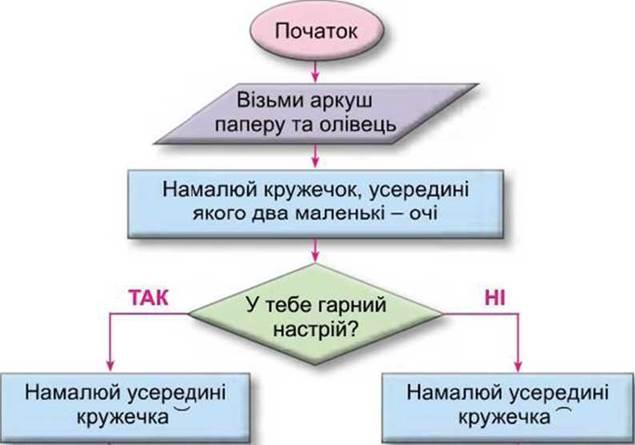 Початок
Візьми аркуш
паперу та олівець
Намалюй кружечок, усередині
якого два маленькі – очі
У тебе гарний
настрій?
ТАК
НІ
Намалюй усередині
кружечка
Намалюй усередині
кружечка